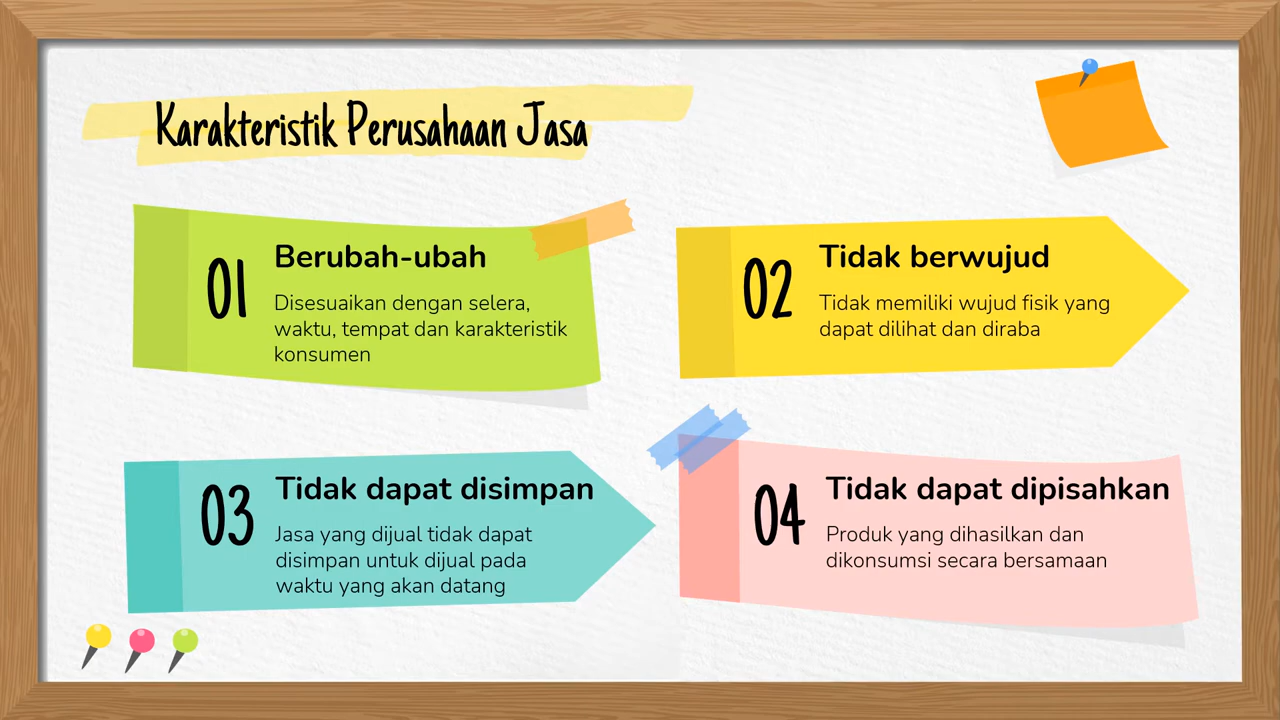 Karakteristik Perusahaan Jasa
01
Berubah-ubah
Disesuaikan dengan selera,
waktu, tempat dan karakteristik
konsumen
02
Tidak berwujud
Tidak memiliki wujud fisik yang
dapat dilihat dan diraba
03
Tidak dapat disimpan
Jasa yang dijual tidak dapat
disimpan untuk dijual pada
waktu yang akan datang
04
Tidak dapat dipisahkan
Produk yang dihasilkan dan
dikonsumsi secara bersamaan